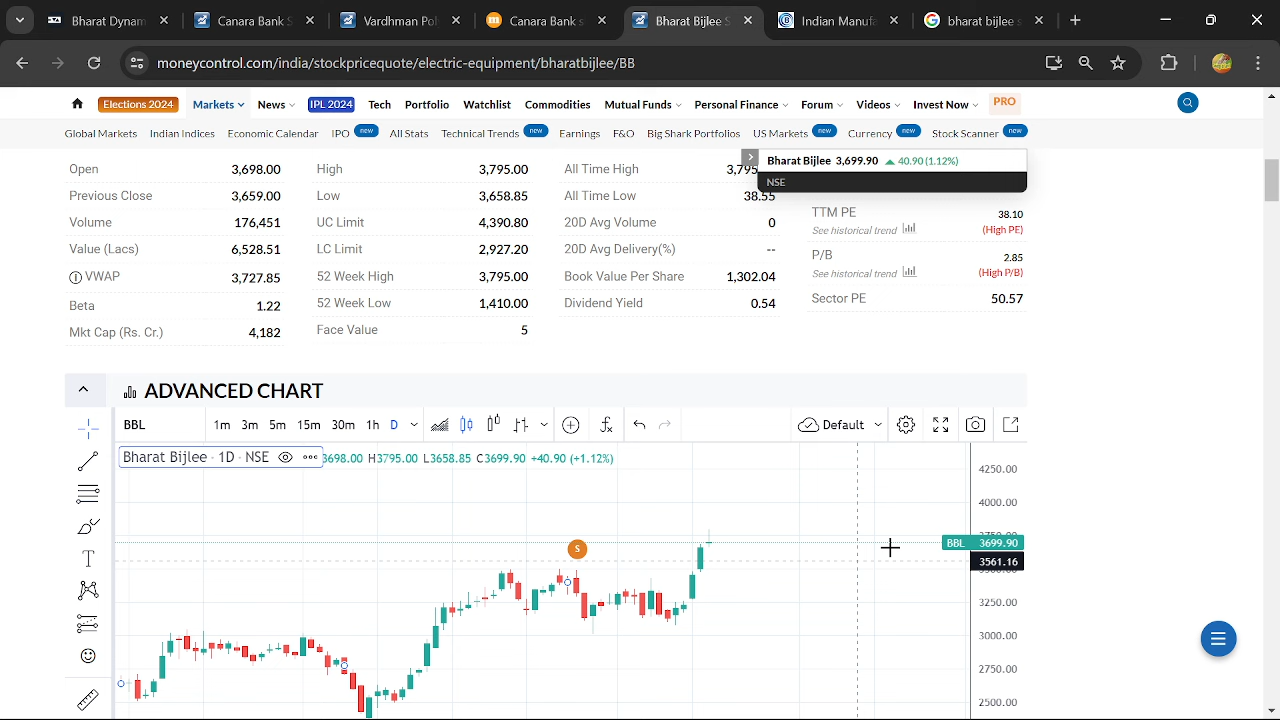 Bharat Dynam
Canara Bank S
Vardhman Pol
Canara Bank s
Bharat Bijlee S
Indian Manufa
bharat bijlee s
moneycontrol.com/india/stockpricequote/electric-equipment/bharatbijlee/BB
Elections 2024 Markets News IPL 2024 Tech Portfolio Watchlist Commodities Mutual Funds Personal Finance Forum Videos Invest Now PRO
Global Markets Indian Indices Economic Calendar IPO new All Stats Technical Trends new Earnings F&O Big Shark Portfolios US Markets new Currency new Stock Scanner new
Bharat Bijlee 3,699.90 40.90 (1.12%)
NSE
Open 3,698.00
Previous Close 3,659.00
Volume 176,451
Value (Lacs) 6,528.51
VWAP 3,727.85
Beta 1.22
Mkt Cap (Rs. Cr.) 4,182
High 3,795.00
Low 3,658.85
UC Limit 4,390.80
LC Limit 2,927.20
52 Week High 3,795.00
52 Week Low 1,410.00
Face Value 5
All Time High 3,795
All Time Low 38.55
20D Avg Volume 0
20D Avg Delivery(%) --
Book Value Per Share 1,302.04
Dividend Yield 0.54
TTM PE 38.10
See historical trend (High PE)
P/B 2.85
See historical trend (High P/B)
Sector PE 50.57
ADVANCED CHART
BBL 1m 3m 5m 15m 30m 1h D Default
Bharat Bijlee · 1D · NSE 3698.00 H3795.00 L3658.85 C3699.90 +40.90 (+1.12%)
4250.00
4000.00
BBL 3699.90
3561.16
3250.00
3000.00
2750.00
2500.00
S
T